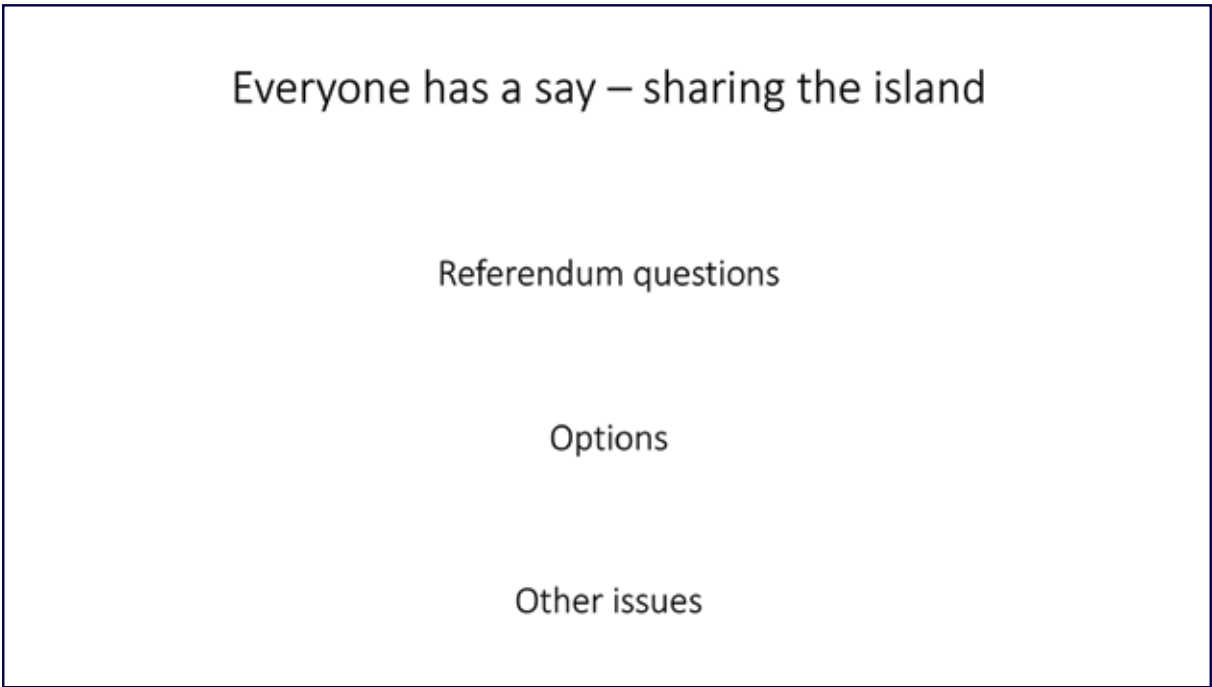 Everyone has a say – sharing the island
Referendum questions
Options
Other issues